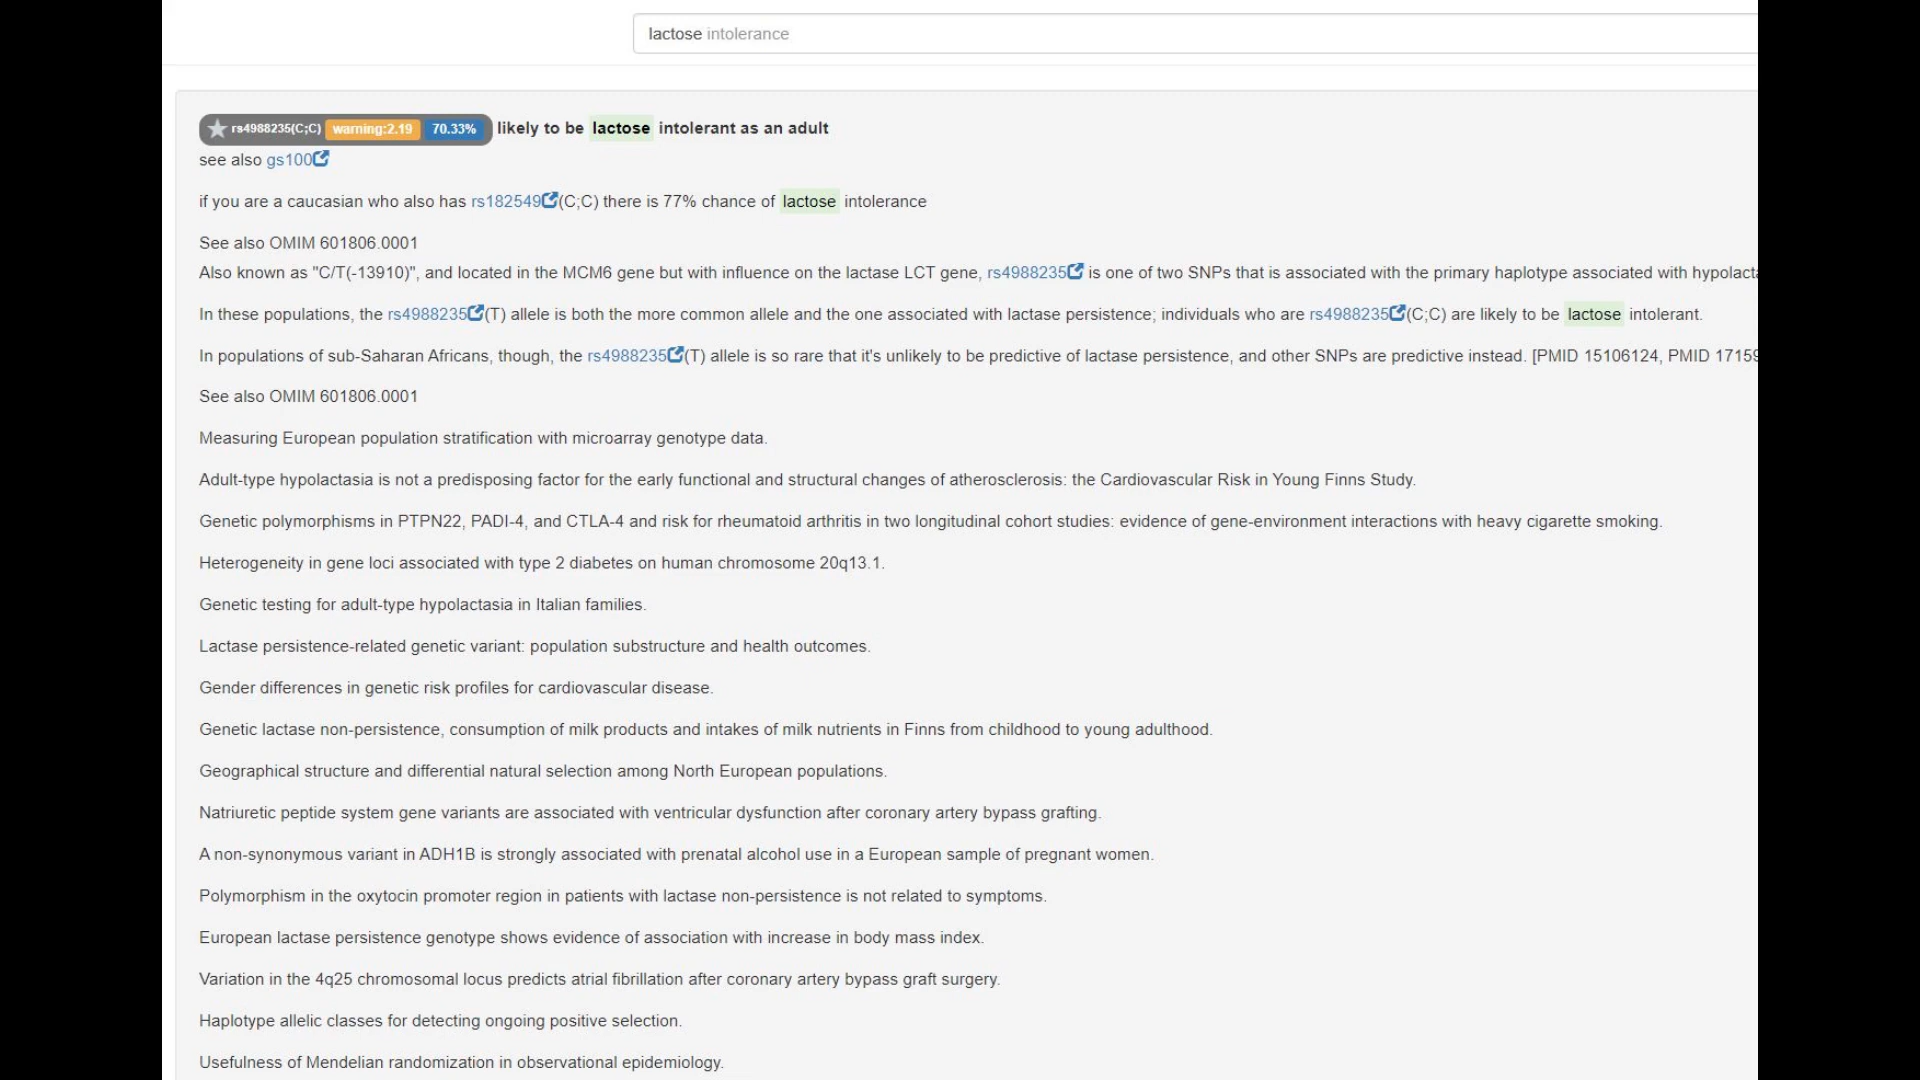 lactose intolerance
rs4988235(C;C) warning:2.19 70.33% likely to be lactose intolerant as an adult
see also gs100
if you are a caucasian who also has rs182549(C;C) there is 77% chance of lactose intolerance
See also OMIM 601806.0001
Also known as "C/T(-13910)", and located in the MCM6 gene but with influence on the lactase LCT gene, rs4988235 is one of two SNPs that is associated with the primary haplotype associated with hypolact
In these populations, the rs4988235(T) allele is both the more common allele and the one associated with lactase persistence; individuals who are rs4988235(C;C) are likely to be lactose intolerant.
In populations of sub-Saharan Africans, though, the rs4988235(T) allele is so rare that it's unlikely to be predictive of lactase persistence, and other SNPs are predictive instead. [PMID 15106124, PMID 17159
See also OMIM 601806.0001
Measuring European population stratification with microarray genotype data.
Adult-type hypolactasia is not a predisposing factor for the early functional and structural changes of atherosclerosis: the Cardiovascular Risk in Young Finns Study.
Genetic polymorphisms in PTPN22, PADI-4, and CTLA-4 and risk for rheumatoid arthritis in two longitudinal cohort studies: evidence of gene-environment interactions with heavy cigarette smoking.
Heterogeneity in gene loci associated with type 2 diabetes on human chromosome 20q13.1.
Genetic testing for adult-type hypolactasia in Italian families.
Lactase persistence-related genetic variant: population substructure and health outcomes.
Gender differences in genetic risk profiles for cardiovascular disease.
Genetic lactase non-persistence, consumption of milk products and intakes of milk nutrients in Finns from childhood to young adulthood.
Geographical structure and differential natural selection among North European populations.
Natriuretic peptide system gene variants are associated with ventricular dysfunction after coronary artery bypass grafting.
A non-synonymous variant in ADH1B is strongly associated with prenatal alcohol use in a European sample of pregnant women.
Polymorphism in the oxytocin promoter region in patients with lactase non-persistence is not related to symptoms.
European lactase persistence genotype shows evidence of association with increase in body mass index.
Variation in the 4q25 chromosomal locus predicts atrial fibrillation after coronary artery bypass graft surgery.
Haplotype allelic classes for detecting ongoing positive selection.
Usefulness of Mendelian randomization in observational epidemiology.